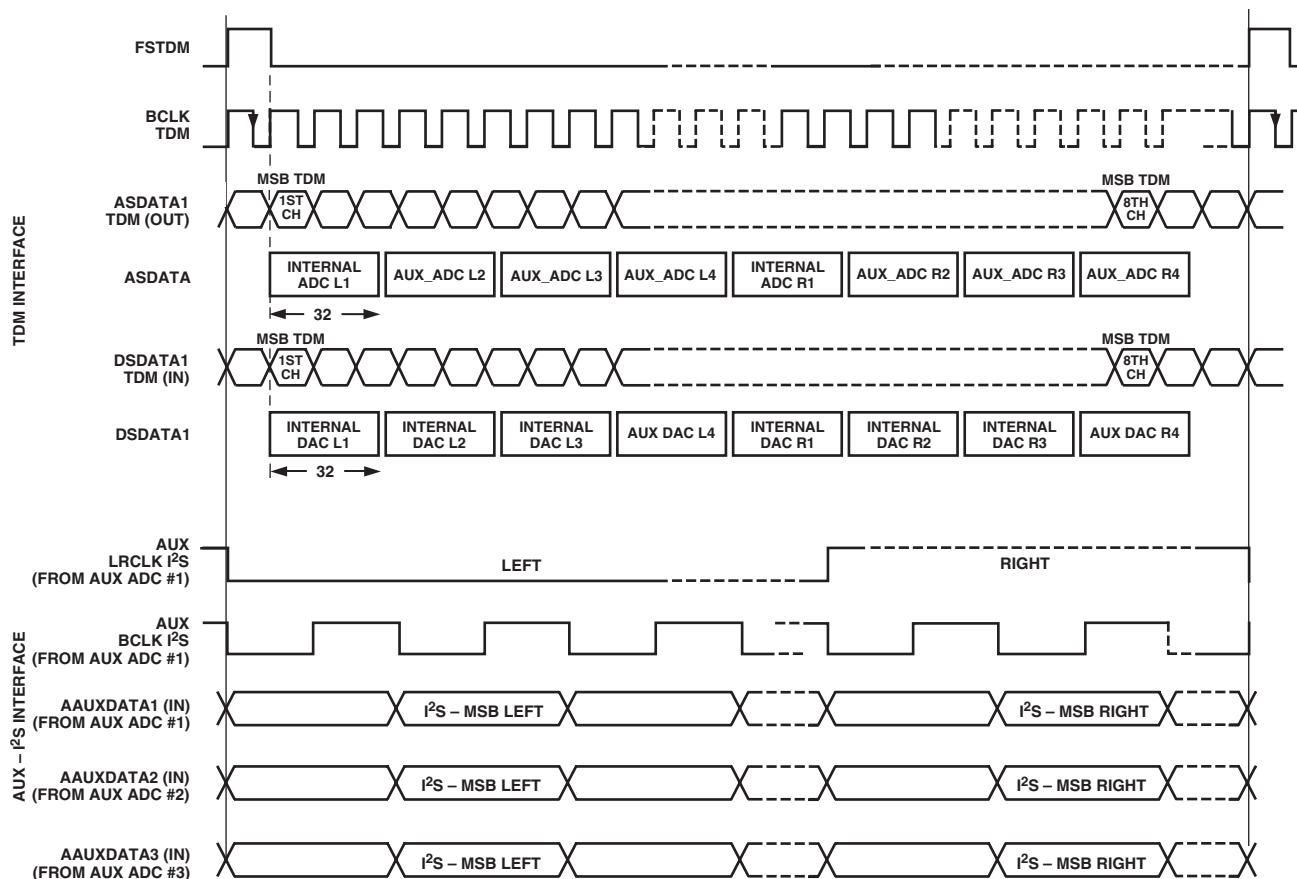 FSTDM
BCLK
TDM
MSB TDM
MSB TDM
ASDATA1
TDM (OUT)
1ST
CH
8TH
CH
ASDATA
INTERNAL
ADC L1
AUX_ADC L2
AUX_ADC L3
AUX_ADC L4
INTERNAL
ADC R1
AUX_ADC R2
AUX_ADC R3
AUX_ADC R4
32
TDM INTERFACE
MSB TDM
MSB TDM
DSDATA1
TDM (IN)
1ST
CH
8TH
CH
DSDATA1
INTERNAL
DAC L1
INTERNAL
DAC L2
INTERNAL
DAC L3
AUX DAC L4
INTERNAL
DAC R1
INTERNAL
DAC R2
INTERNAL
DAC R3
AUX DAC R4
32
AUX
LRCLK I²S
(FROM AUX ADC #1)
LEFT
RIGHT
AUX
BCLK I²S
(FROM AUX ADC #1)
AUX – I²S INTERFACE
AAUXDATA1 (IN)
(FROM AUX ADC #1)
I²S – MSB LEFT
I²S – MSB RIGHT
AAUXDATA2 (IN)
(FROM AUX ADC #2)
I²S – MSB LEFT
I²S – MSB RIGHT
AAUXDATA3 (IN)
(FROM AUX ADC #3)
I²S – MSB LEFT
I²S – MSB RIGHT